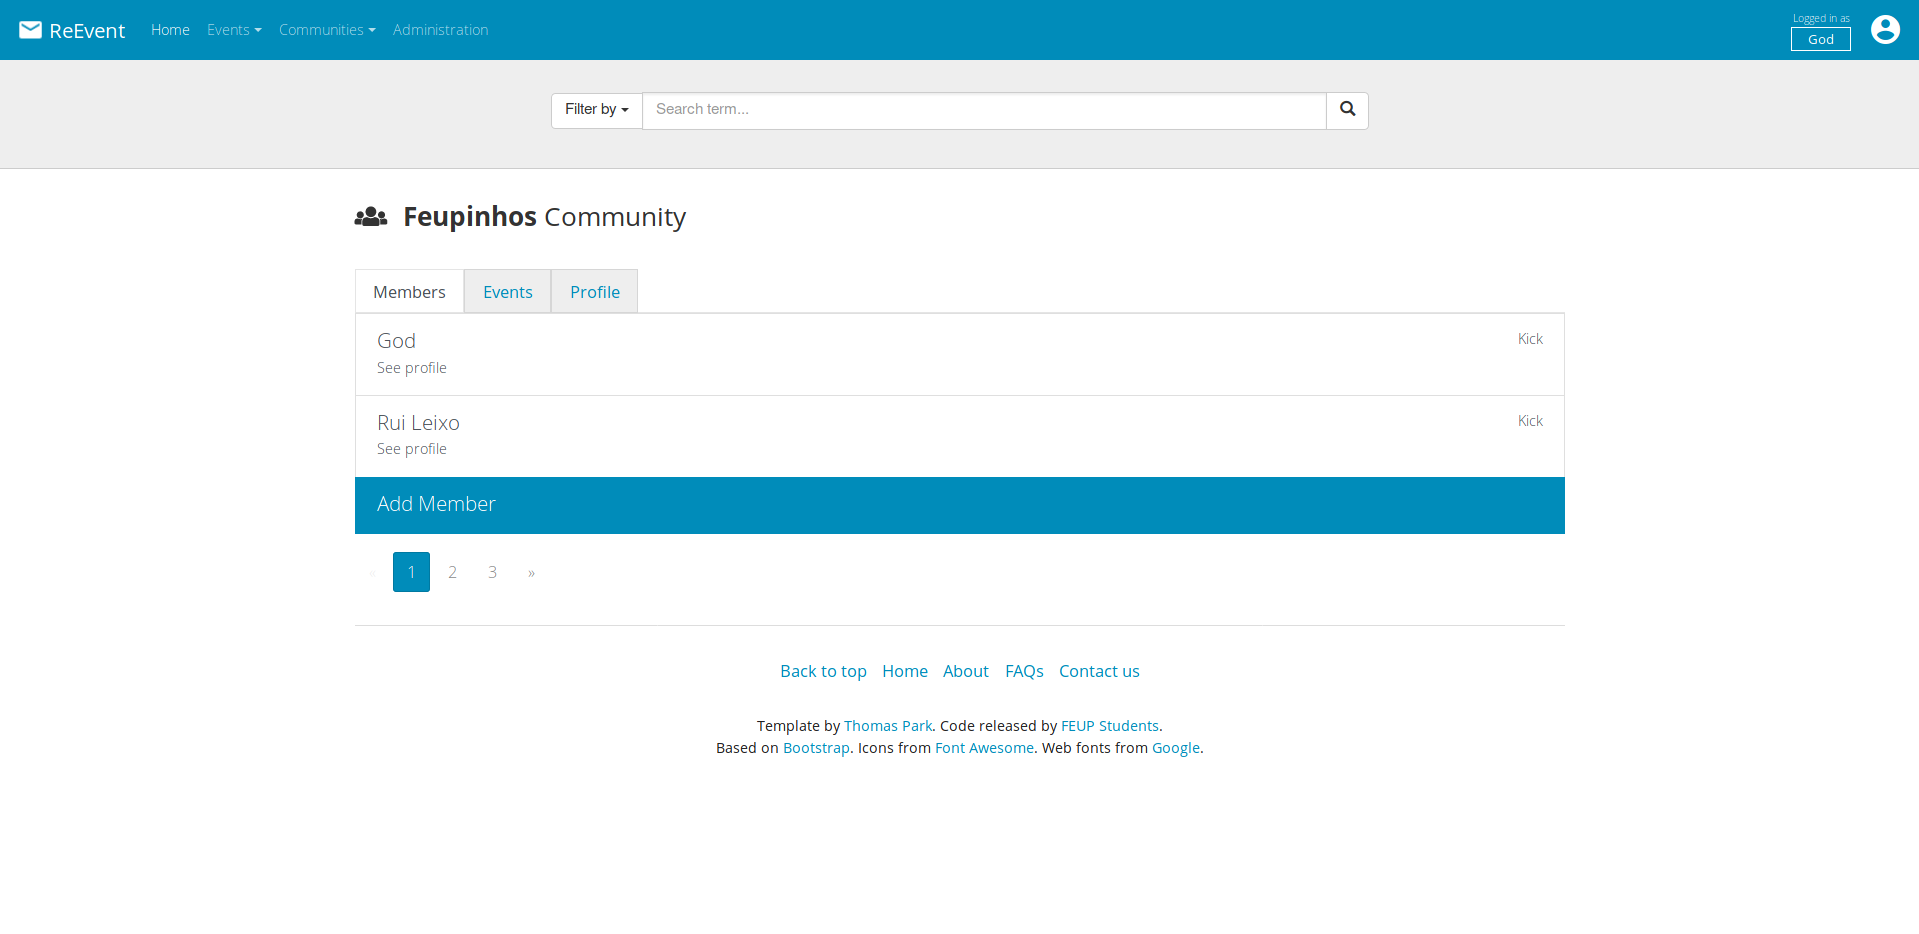 ReEvent Home Events Communities Administration
Logged in as
God
Filter by Search term...
Feupinhos Community
Members Events Profile
God Kick
See profile
Rui Leixo Kick
See profile
Add Member
« 1 2 3 »
Back to top Home About FAQs Contact us
Template by Thomas Park. Code released by FEUP Students.
Based on Bootstrap. Icons from Font Awesome. Web fonts from Google.